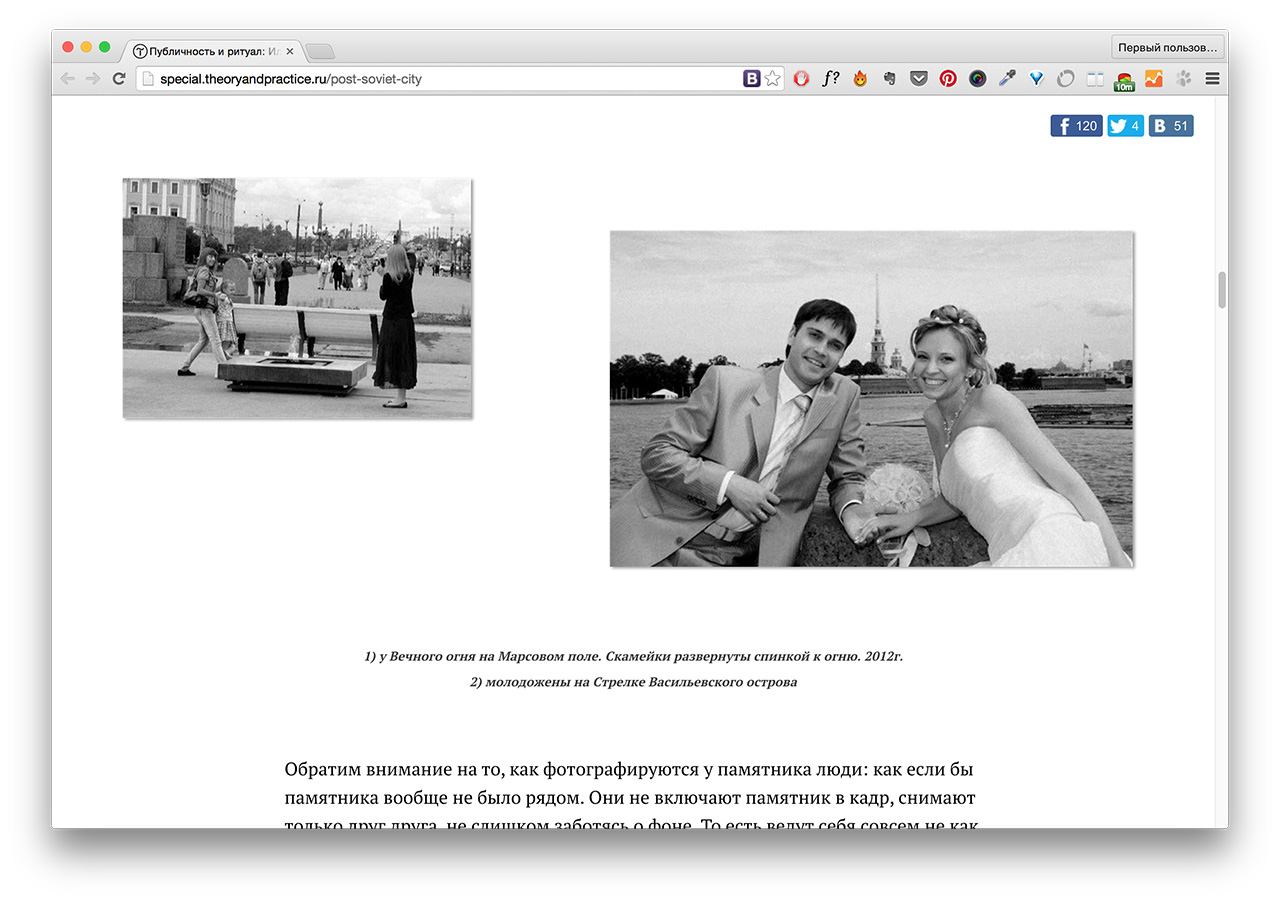 Публичность и ритуал: Ил
Первый пользов...
special.theoryandpractice.ru/post-soviet-city
B
f?
10m
f 120
4
B 51
1) у Вечного огня на Марсовом поле. Скамейки развернуты спинкой к огню. 2012г.
2) молодожены на Стрелке Васильевского острова
Обратим внимание на то, как фотографируются у памятника люди: как если бы
памятника вообще не было рядом. Они не включают памятник в кадр, снимают
только друг друга, не слишком заботясь о фоне. То есть ведут себя совсем не как